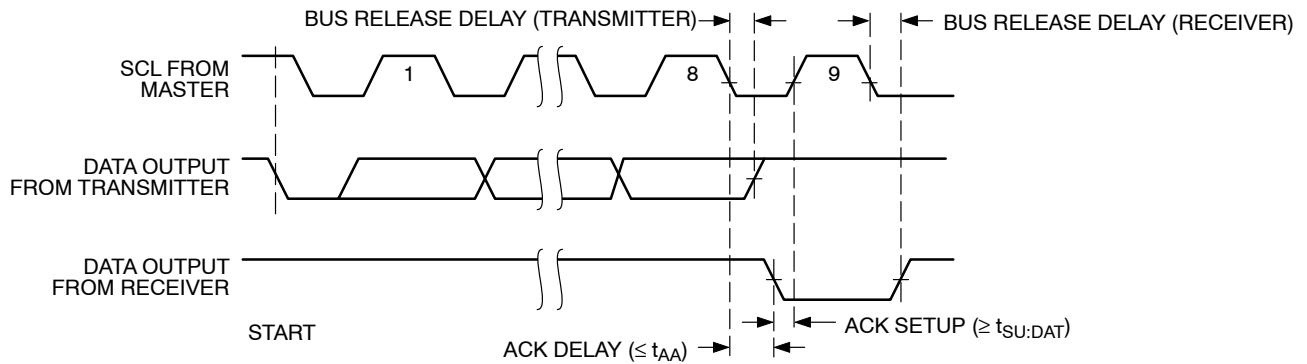 BUS RELEASE DELAY (TRANSMITTER)
BUS RELEASE DELAY (RECEIVER)
SCL FROM
MASTER
1
8
9
DATA OUTPUT
FROM TRANSMITTER
DATA OUTPUT
FROM RECEIVER
START
ACK SETUP (≥ tSU:DAT)
ACK DELAY (≤ tAA)